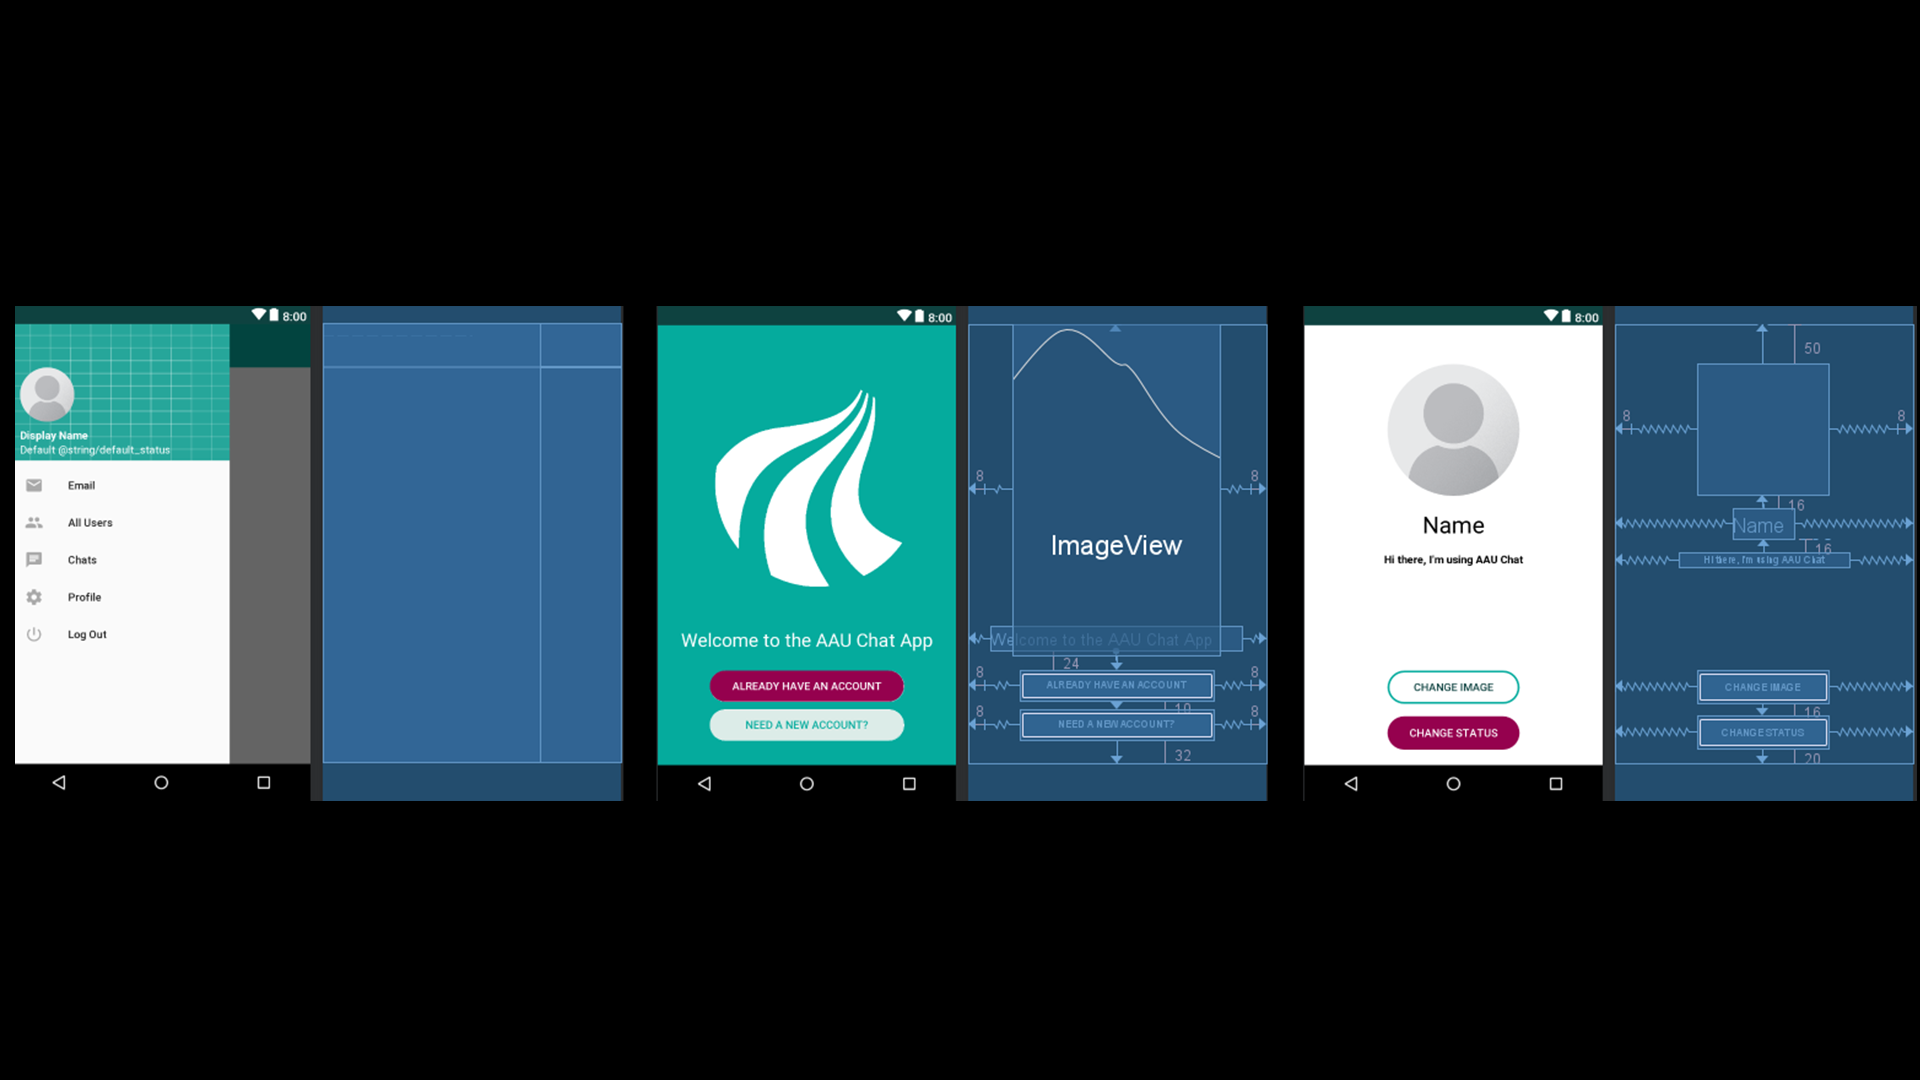 8:00
Display Name
Default @string/default_status
Email
All Users
Chats
Profile
Log Out
8:00
Welcome to the AAU Chat App
ALREADY HAVE AN ACCOUNT
NEED A NEW ACCOUNT?
8
8
ImageView
Welcome to the AAU Chat App
24
8
ALREADY HAVE AN ACCOUNT
8
10
8
NEED A NEW ACCOUNT?
8
32
8:00
Name
Hi there, I'm using AAU Chat
CHANGE IMAGE
CHANGE STATUS
50
8
8
16
Name
16
Hi there, I'm using AAU Chat
CHANGE IMAGE
16
CHANGE STATUS
20